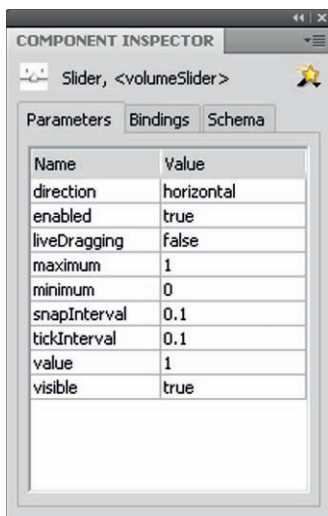 COMPONENT INSPECTOR
Slider, <volumeSlider>
Parameters Bindings Schema
Name Value
direction horizontal
enabled true
liveDragging false
maximum 1
minimum 0
snapInterval 0.1
tickInterval 0.1
value 1
visible true